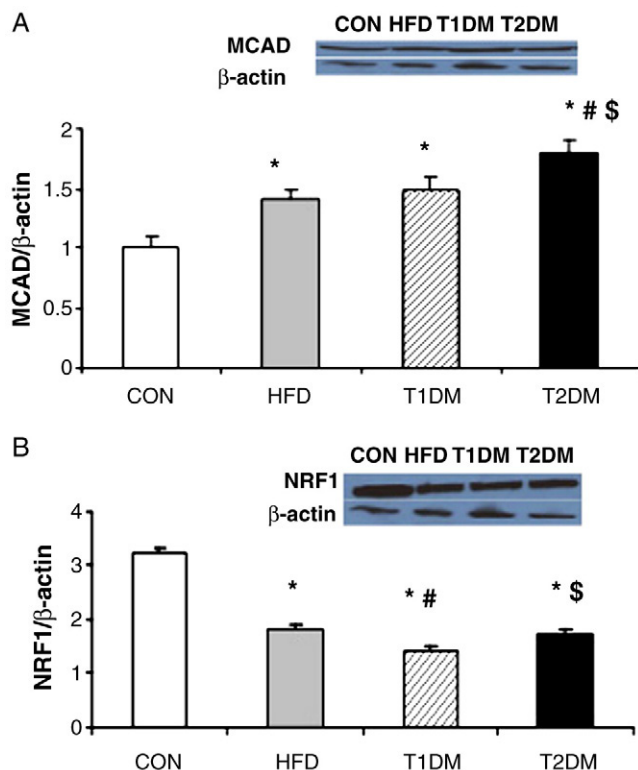 A
CON HFD T1DM T2DM
MCAD
β-actin
* # $
*
*
2
1.5
1
0.5
0
MCAD/β-actin
CON HFD T1DM T2DM
B
CON HFD T1DM T2DM
NRF1
β-actin
4
3
2
1
0
NRF1/β-actin
*
* #
* $
CON HFD T1DM T2DM